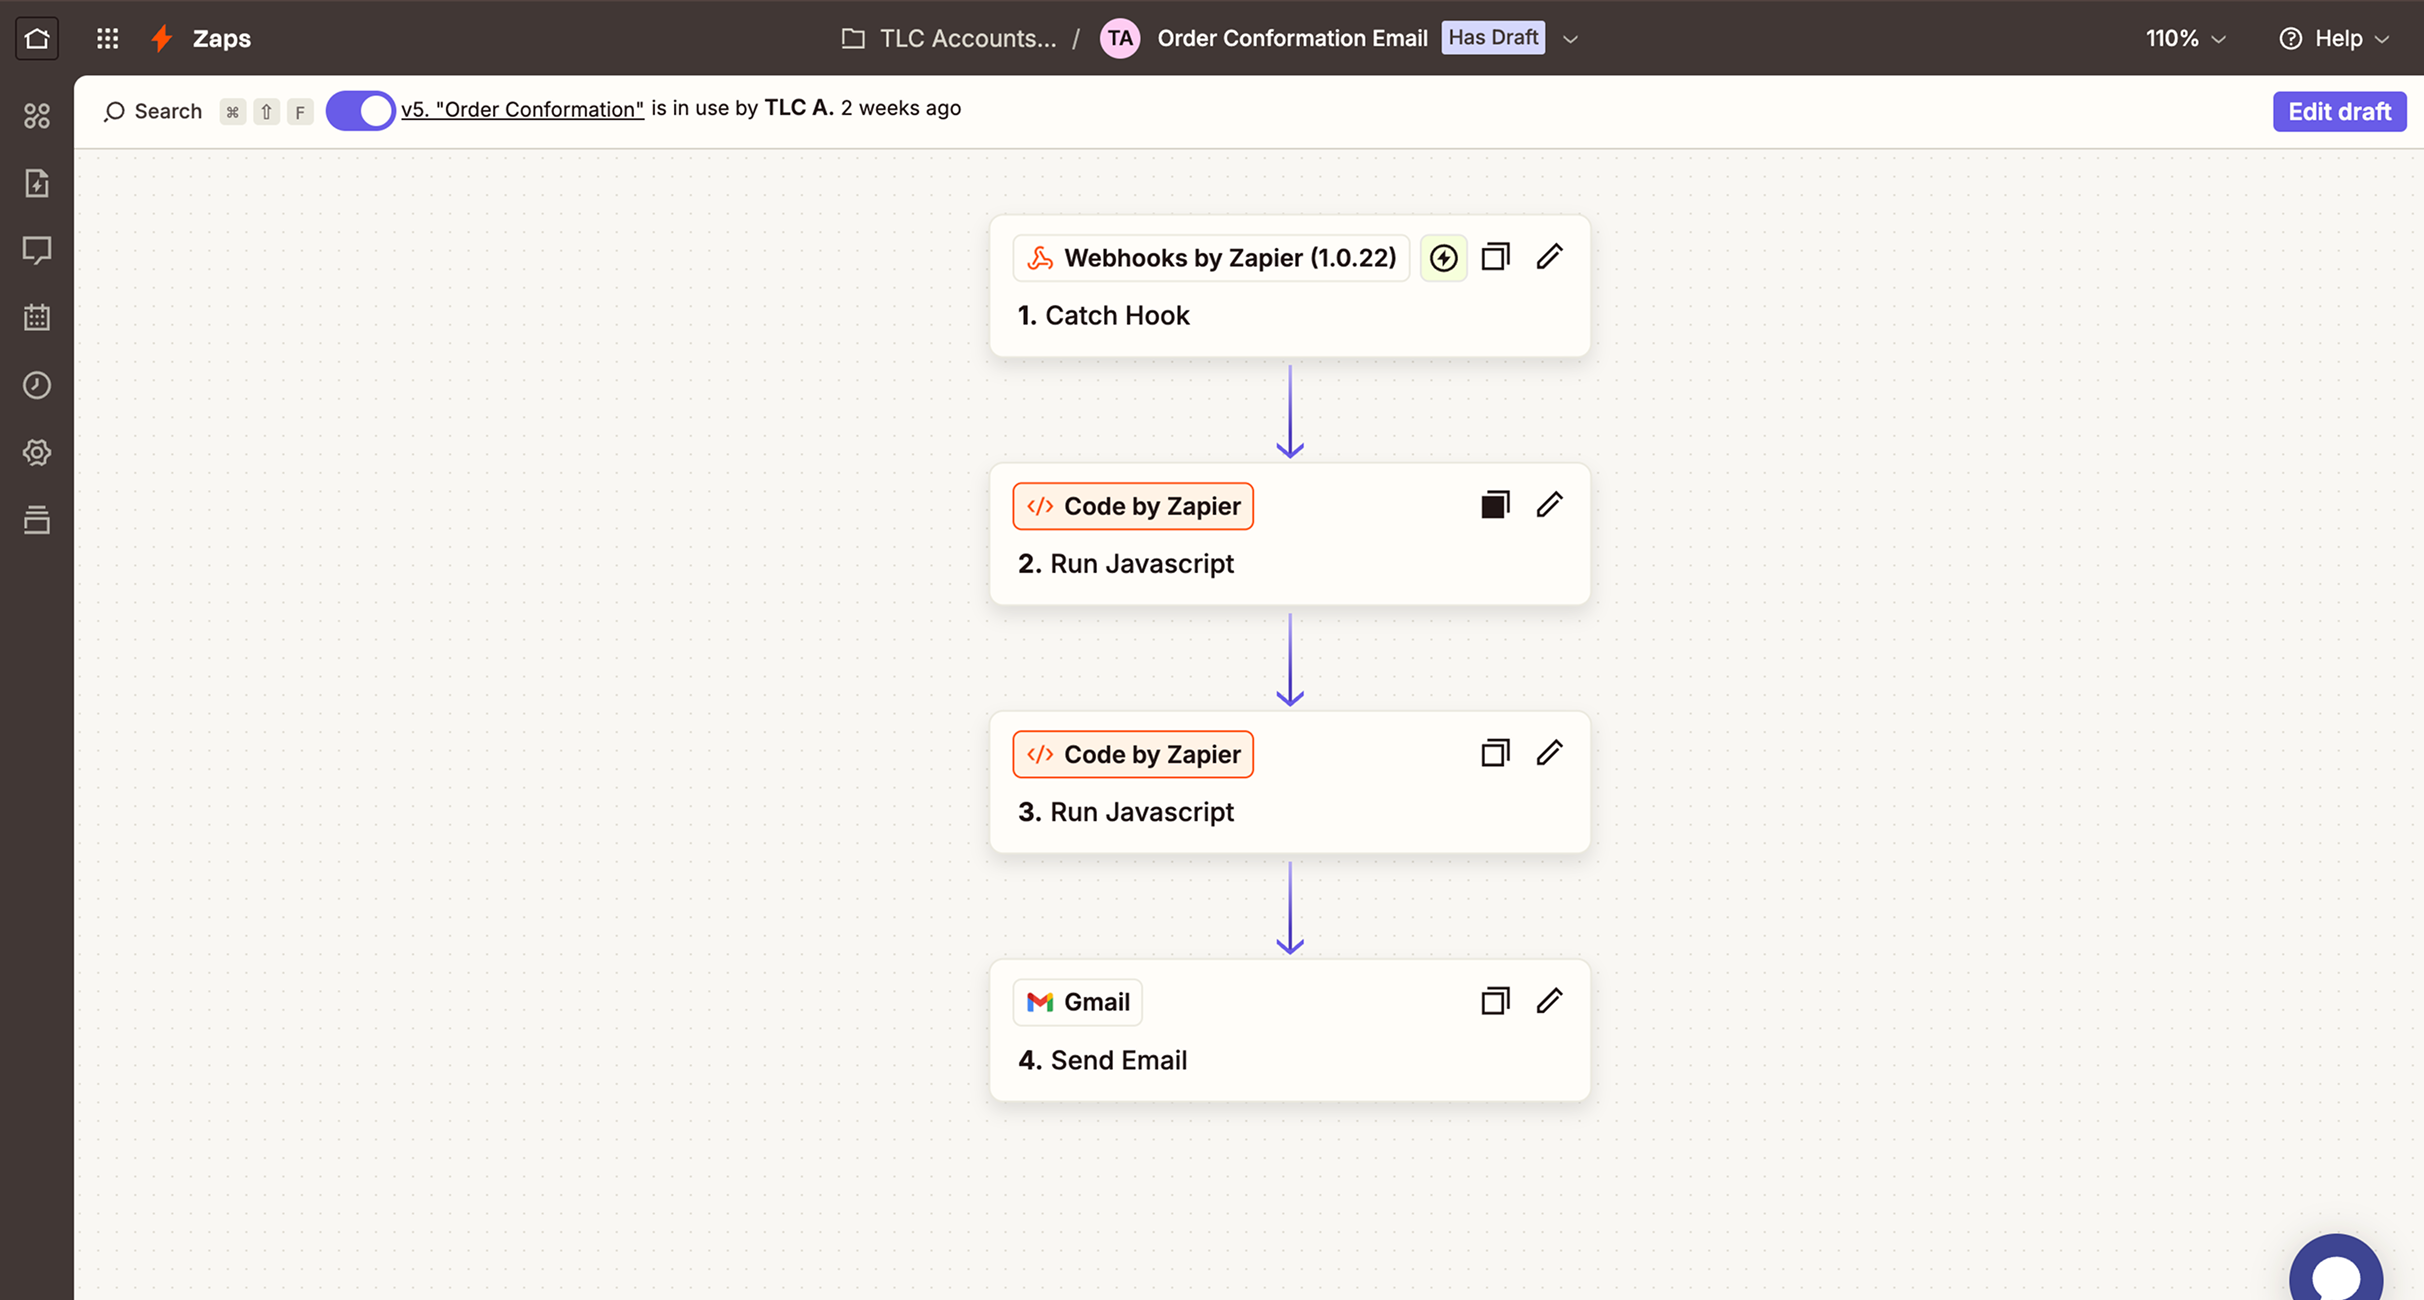 Zaps
TLC Accounts... / TA Order Conformation Email Has Draft
110%
Help
Search ⌘ ⇧ F
v5. "Order Conformation" is in use by TLC A. 2 weeks ago
Edit draft
Webhooks by Zapier (1.0.22)
1. Catch Hook
</> Code by Zapier
2. Run Javascript
</> Code by Zapier
3. Run Javascript
Gmail
4. Send Email